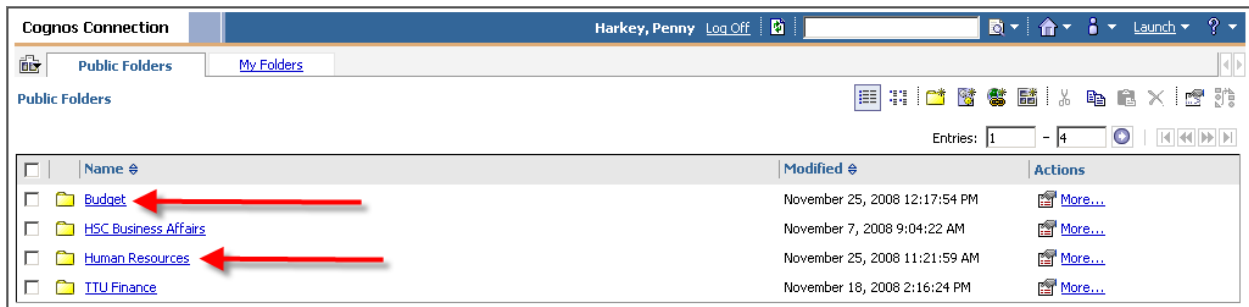 Cognos Connection Harkey, Penny Log Off Launch ?
Public Folders My Folders
Public Folders
Entries: 1 - 4
Name Modified Actions
Budget November 25, 2008 12:17:54 PM More...
HSC Business Affairs November 7, 2008 9:04:22 AM More...
Human Resources November 25, 2008 11:21:59 AM More...
TTU Finance November 18, 2008 2:16:24 PM More...